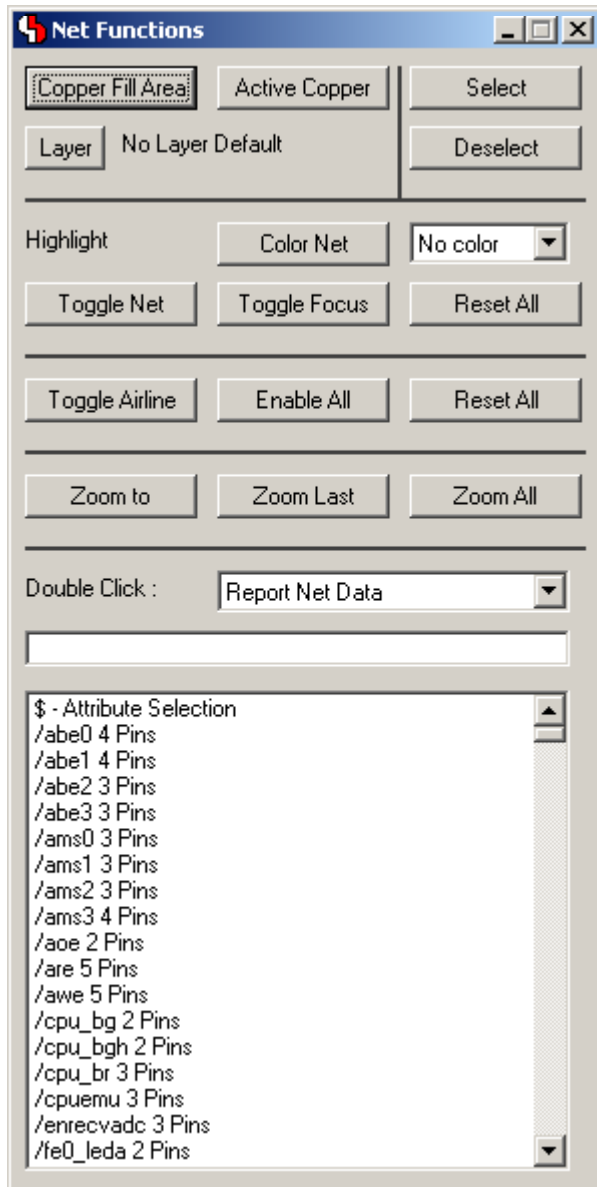 Net Functions
Copper Fill Area Active Copper Select
Layer No Layer Default Deselect
Highlight Color Net No color
Toggle Net Toggle Focus Reset All
Toggle Airline Enable All Reset All
Zoom to Zoom Last Zoom All
Double Click : Report Net Data
$ - Attribute Selection
/abe0 4 Pins
/abe1 4 Pins
/abe2 3 Pins
/abe3 3 Pins
/ams0 3 Pins
/ams1 3 Pins
/ams2 3 Pins
/ams3 4 Pins
/aoe 2 Pins
/are 5 Pins
/awe 5 Pins
/cpu_bg 2 Pins
/cpu_bgh 2 Pins
/cpu_br 3 Pins
/cpuemu 3 Pins
/enrecvadc 3 Pins
/fe0_leda 2 Pins